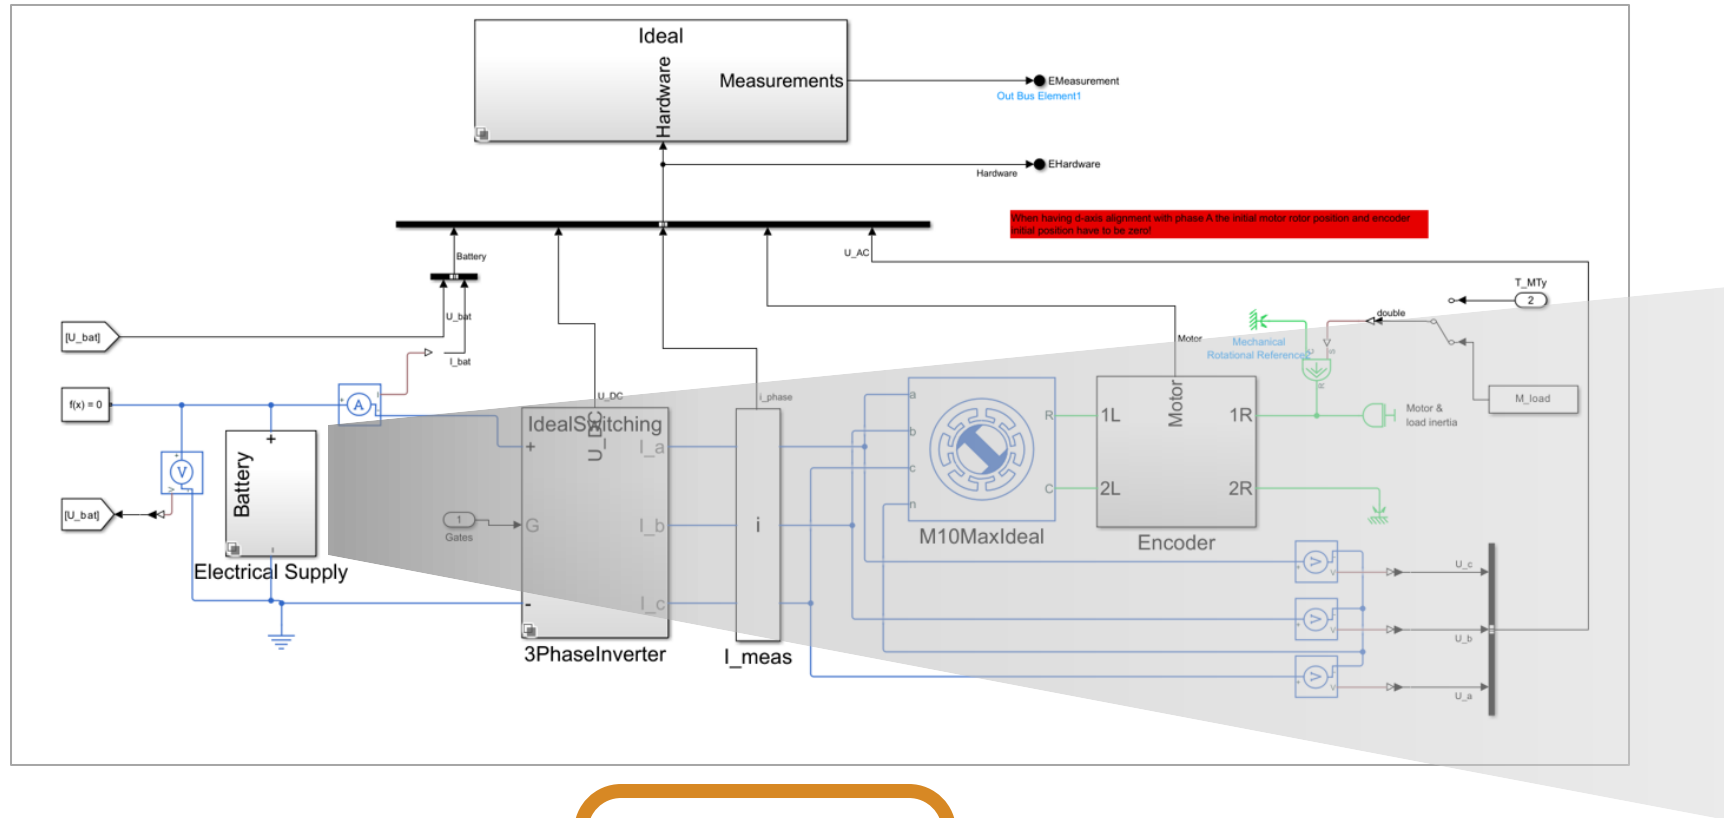 Ideal
Hardware
Measurements
EMeasurement
Out Bus Element1
EHardware
Hardware
When having d-axis alignment with phase A the initial motor rotor position and encoder
initial position have to be zero!
Battery
U_AC
T_MTy
2
[U_bat]
U_bat
I_bat
double
Motor
Mechanical
Rotational Reference
f(x) = 0
A
U_DC
i_phase
M_load
IdealSwitching
U_DC
+
I_a
a
b
c
n
R
C
1L
Motor
1R
2L
2R
Motor &
load inertia
V
Battery
+
-
[U_bat]
1
Gates
G
I_b
i
M10MaxIdeal
Encoder
Electrical Supply
-
I_c
3PhaseInverter
I_meas
V
U_c
V
U_b
V
U_a